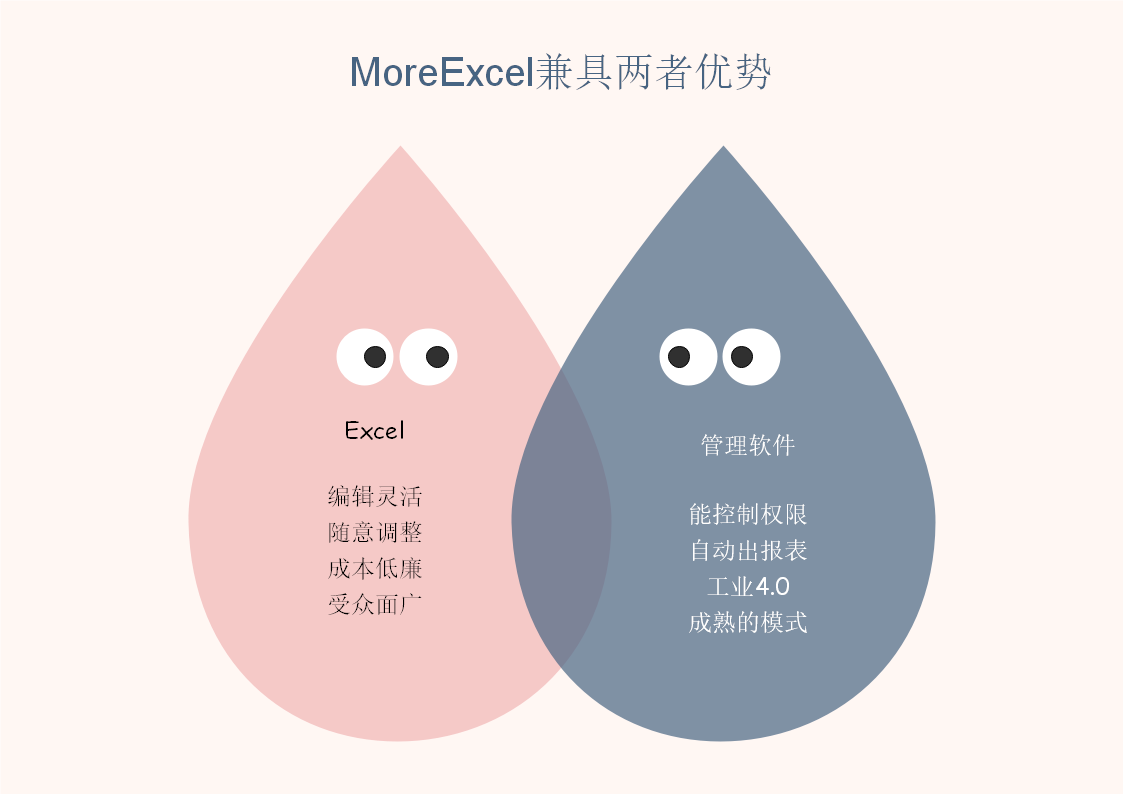 MoreExcel兼具两者优势
Excel
编辑灵活
随意调整
成本低廉
受众面广
管理软件
能控制权限
自动出报表
工业4.0
成熟的模式